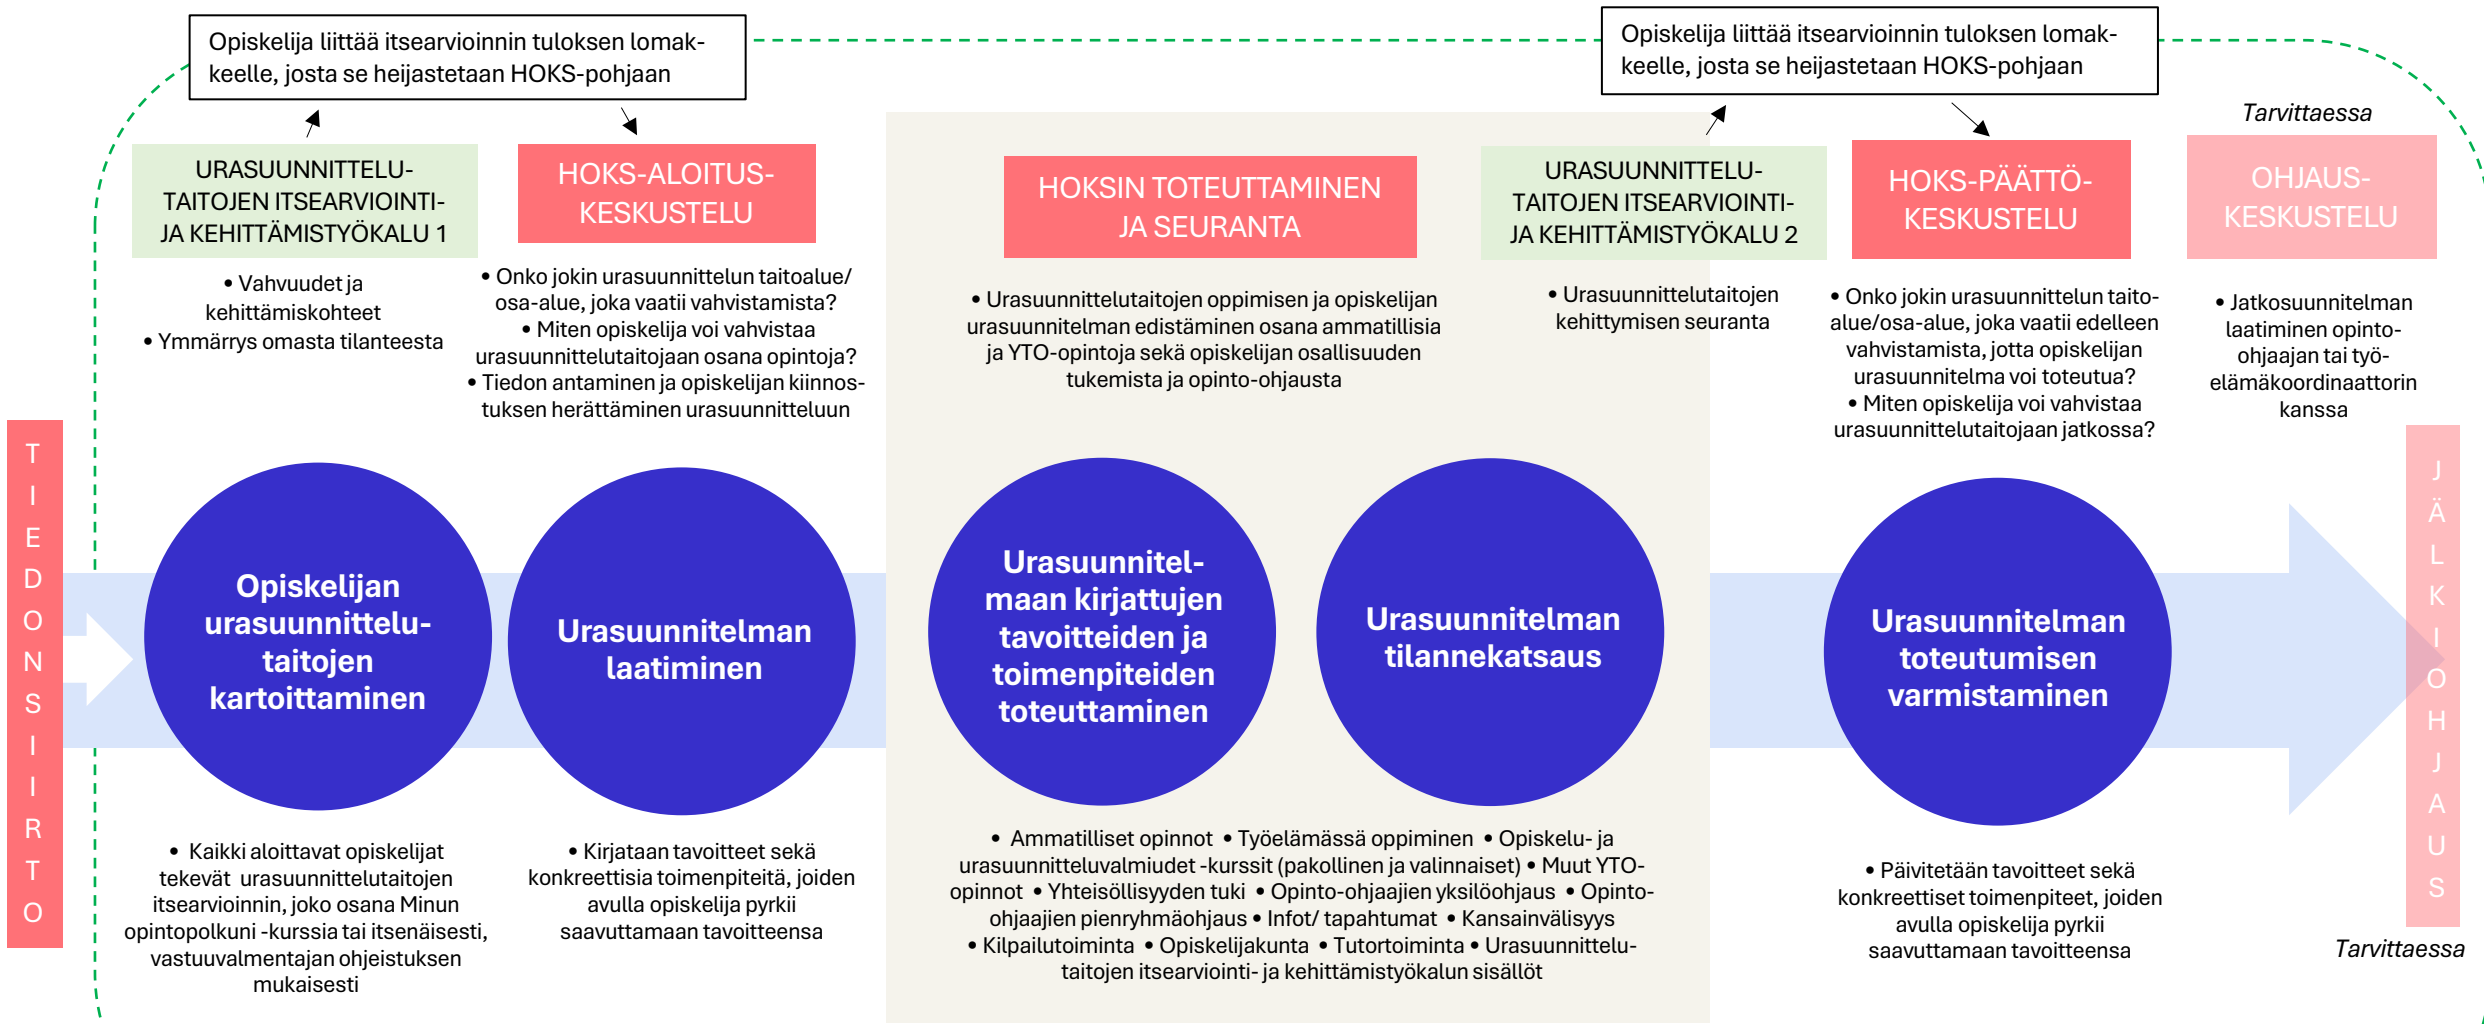 Opiskelija liittää itsearvioinnin tuloksen lomak-
keelle, josta se heijastetaan HOKS-pohjaan
Opiskelija liittää itsearvioinnin tuloksen lomak-
keelle, josta se heijastetaan HOKS-pohjaan
URASUUNNITTELU-
TAITOJEN ITSEARVIOINTI-
JA KEHITTÄMISTYÖKALU 1
• Vahvuudet ja
kehittämiskohteet
• Ymmärrys omasta tilanteesta
HOKS-ALOITUS-
KESKUSTELU
• Onko jokin urasuunnittelun taitoalue/
osa-alue, joka vaatii vahvistamista?
• Miten opiskelija voi vahvistaa
urasuunnittelutaitojaan osana opintoja?
• Tiedon antaminen ja opiskelijan kiinnos-
tuksen herättäminen urasuunnitteluun
HOKSIN TOTEUTTAMINEN
JA SEURANTA
• Urasuunnittelutaitojen oppimisen ja opiskelijan
urasuunnitelman edistäminen osana ammatillisia
ja YTO-opintoja sekä opiskelijan osallisuuden
tukemista ja opinto-ohjausta
URASUUNNITTELU-
TAITOJEN ITSEARVIOINTI-
JA KEHITTÄMISTYÖKALU 2
• Urasuunnittelutaitojen
kehittymisen seuranta
HOKS-PÄÄTTÖ-
KESKUSTELU
• Onko jokin urasuunnittelun taito-
alue/osa-alue, joka vaatii edelleen
vahvistamista, jotta opiskelijan
urasuunnitelma voi toteutua?
• Miten opiskelija voi vahvistaa
urasuunnittelutaitojaan jatkossa?
Tarvittaessa
OHJAUS-
KESKUSTELU
• Jatkosuunnitelman
laatiminen opinto-
ohjaajan tai työ-
elämäkoordinaattorin
kanssa
TIEDONSIIRTO
Opiskelijan
urasuunnittelu-
taitojen
kartoittaminen
Urasuunnitelman
laatiminen
Urasuunnitel-
maan kirjattujen
tavoitteiden ja
toimenpiteiden
toteuttaminen
Urasuunnitelman
tilannekatsaus
Urasuunnitelman
toteutumisen
varmistaminen
JÄLKIOHJAUS
Tarvittaessa
• Kaikki aloittavat opiskelijat
tekevät urasuunnittelutaitojen
itsearvioinnin, joko osana Minun
opintopolkuni -kurssia tai itsenäisesti,
vastuuvalmentajan ohjeistuksen
mukaisesti
• Kirjataan tavoitteet sekä
konkreettisia toimenpiteitä, joiden
avulla opiskelija pyrkii
saavuttamaan tavoitteensa
• Ammatilliset opinnot • Työelämässä oppiminen • Opiskelu- ja
urasuunnitteluvalmiudet -kurssit (pakollinen ja valinnaiset) • Muut YTO-
opinnot • Yhteisöllisyyden tuki • Opinto-ohjaajien yksilöohjaus • Opinto-
ohjaajien pienryhmäohjaus • Infot/ tapahtumat • Kansainvälisyys
• Kilpailutoiminta • Opiskelijakunta • Tutortoiminta • Urasuunnittelu-
taitojen itsearviointi- ja kehittämistyökalun sisällöt
• Päivitetään tavoitteet sekä
konkreettiset toimenpiteet, joiden
avulla opiskelija pyrkii
saavuttamaan tavoitteensa